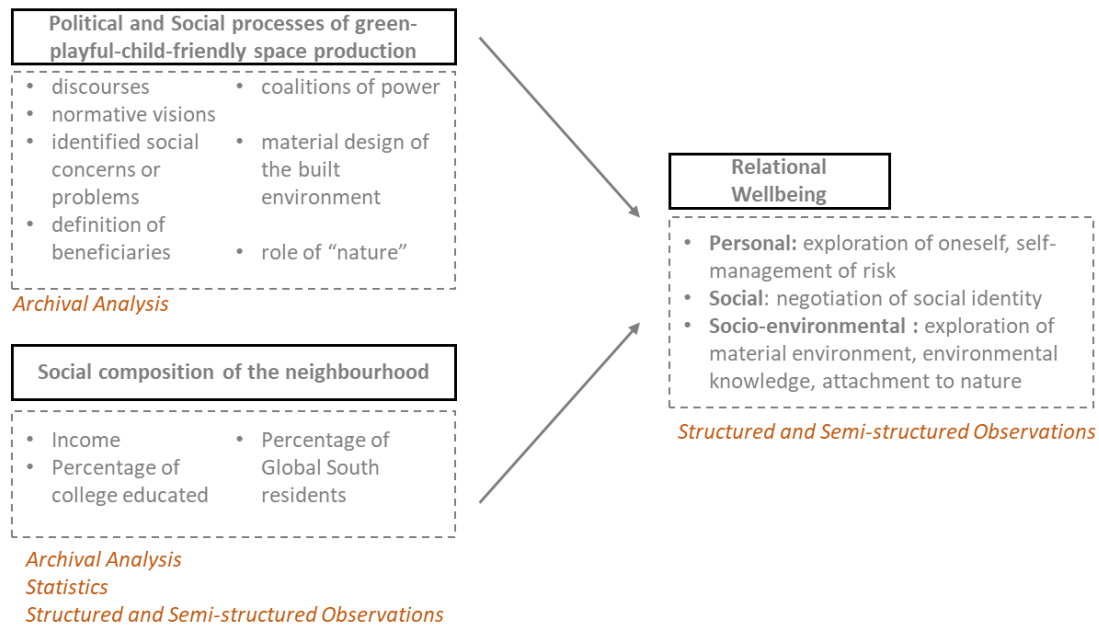 Political and Social processes of green-
playful-child-friendly space production
• discourses
• normative visions
• identified social
concerns or
problems
• definition of
beneficiaries
• coalitions of power
• material design of
the built
environment
• role of “nature”
Archival Analysis
Social composition of the neighbourhood
• Income
• Percentage of
college educated
• Percentage of
Global South
residents
Archival Analysis
Statistics
Structured and Semi-structured Observations
Relational
Wellbeing
• Personal: exploration of oneself, self-
management of risk
• Social: negotiation of social identity
• Socio-environmental : exploration of
material environment, environmental
knowledge, attachment to nature
Structured and Semi-structured Observations